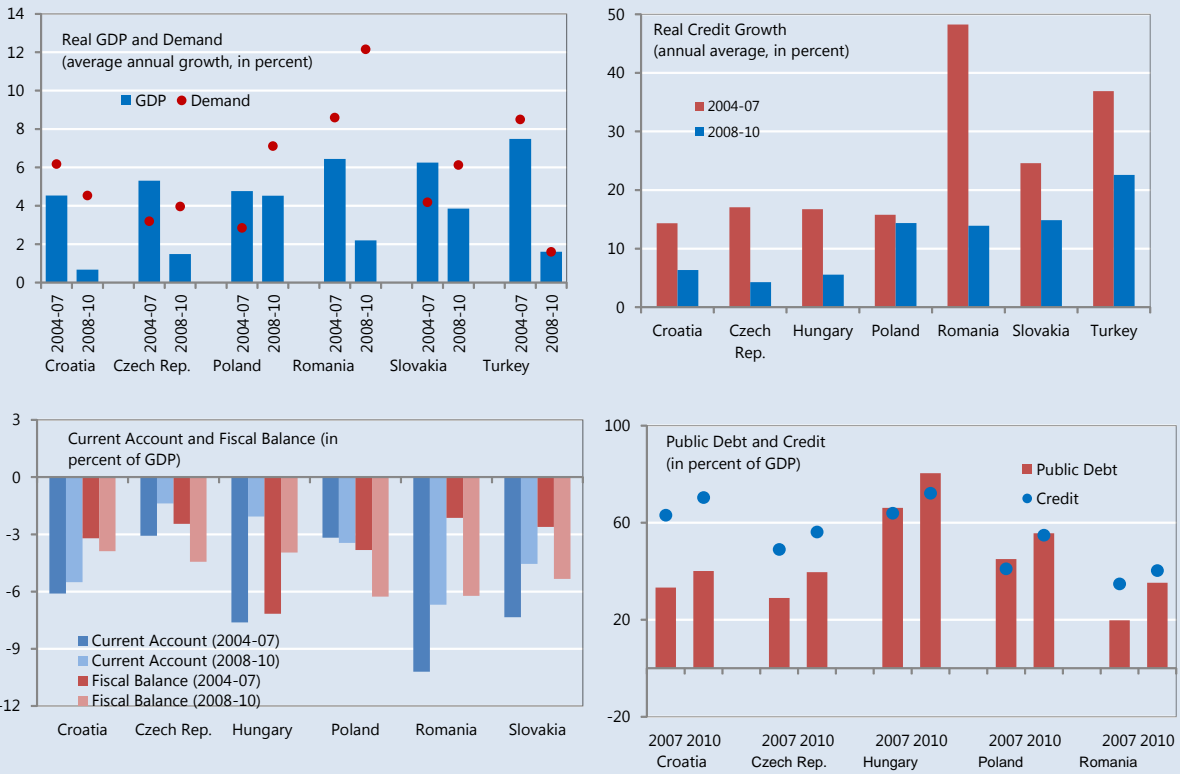 14
12
10
8
6
4
2
0
Real GDP and Demand
(average annual growth, in percent)
GDP Demand
2004-07 2008-10 2004-07 2008-10 2004-07 2008-10 2004-07 2008-10 2004-07 2008-10 2004-07 2008-10
Croatia Czech Rep. Poland Romania Slovakia Turkey
50
40
30
20
10
0
Real Credit Growth
(annual average, in percent)
2004-07
2008-10
Croatia Czech Hungary Poland Romania Slovakia Turkey
Rep.
3
0
-3
-6
-9
-12
Current Account and Fiscal Balance (in
percent of GDP)
Current Account (2004-07)
Current Account (2008-10)
Fiscal Balance (2004-07)
Fiscal Balance (2008-10)
Croatia Czech Rep. Hungary Poland Romania Slovakia
100
60
20
-20
Public Debt and Credit
(in percent of GDP)
Public Debt
Credit
2007 2010 2007 2010 2007 2010 2007 2010 2007 2010
Croatia Czech Rep. Hungary Poland Romania